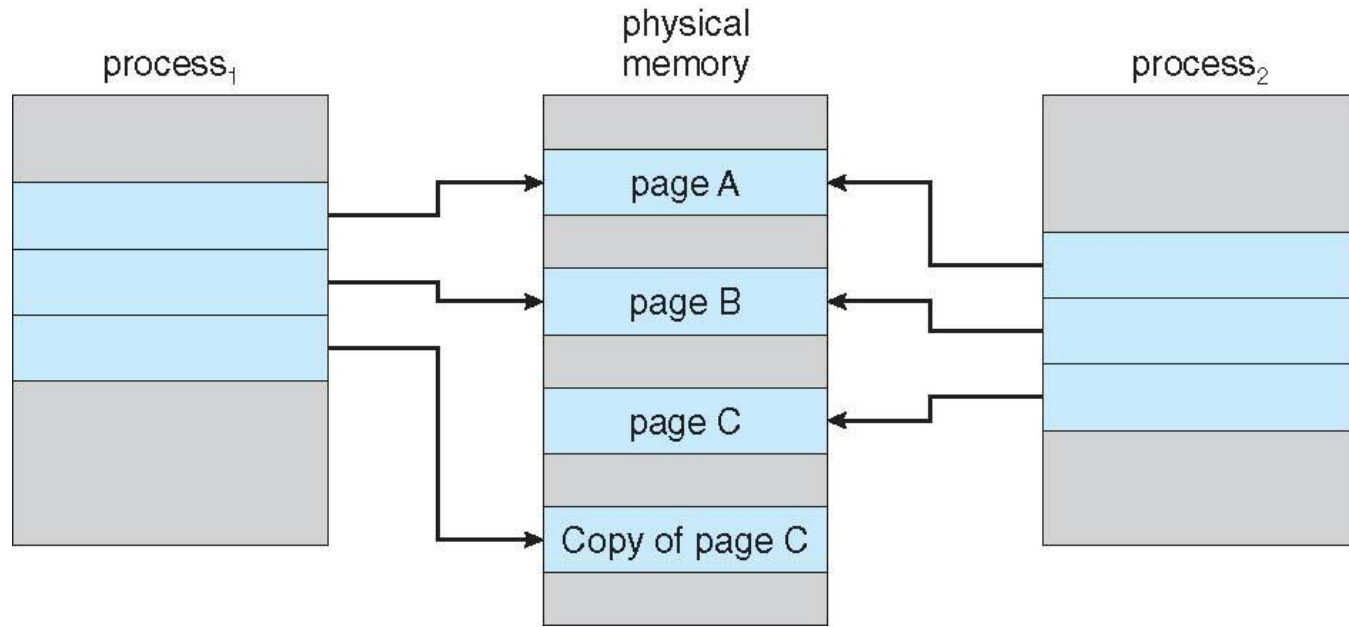 process₁
physical
memory
process₂
page A
page B
page C
Copy of page C